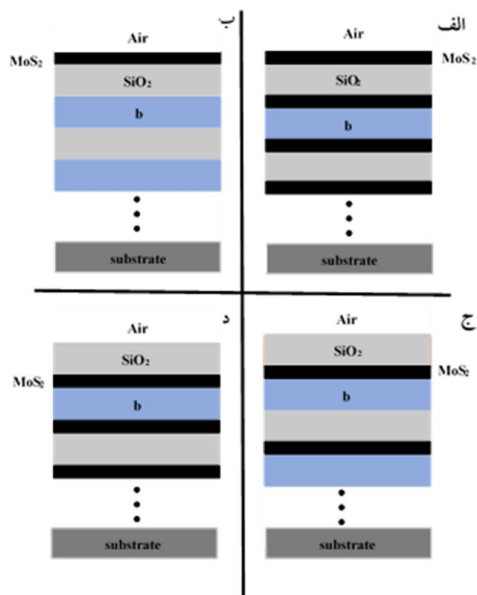 الف
Air
MoS2
SiO2
b
substrate
ب
Air
MoS2
SiO2
b
substrate
ج
Air
SiO2
MoS2
b
substrate
د
Air
SiO2
MoS2
b
substrate